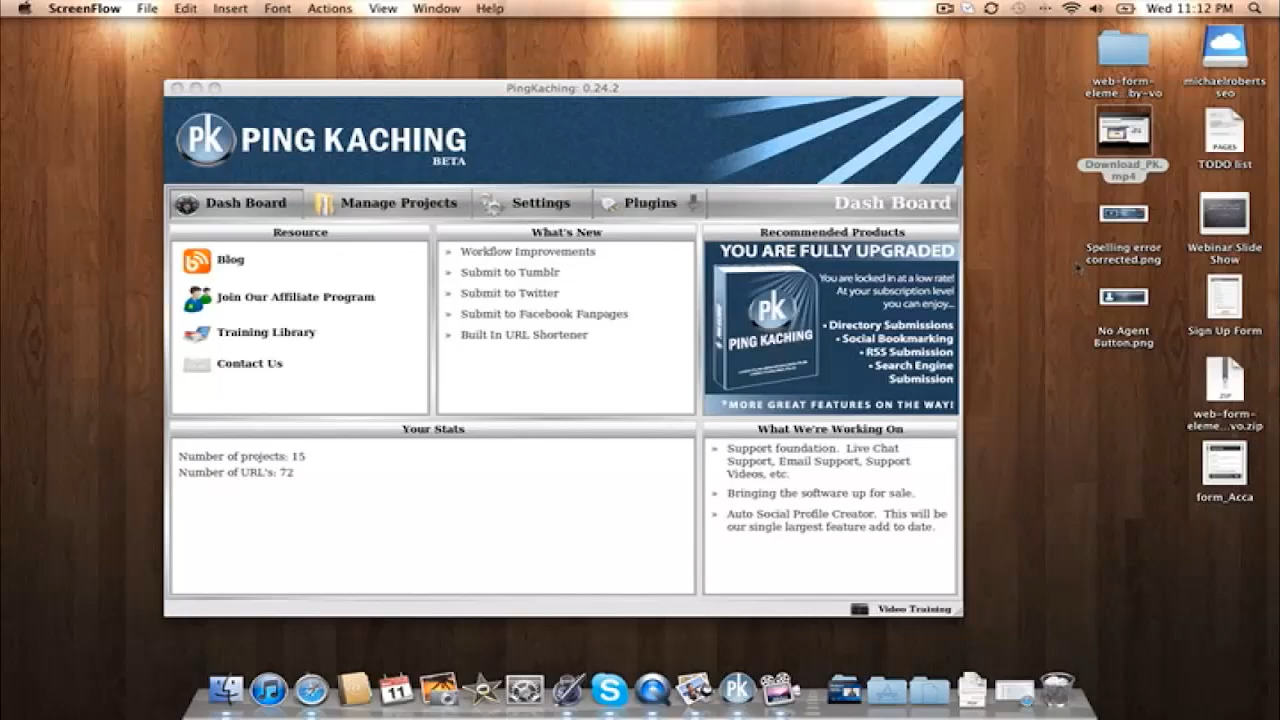 ScreenFlow File Edit Insert Font Actions View Window Help
Wed 11:12 PM
PingKaching: 0.24.2
pk PING KACHING
BETA
Dash Board
Manage Projects
Settings
Plugins
Dash Board
Resource
Blog
Join Our Affiliate Program
Training Library
Contact Us
What's New
» Workflow Improvements
» Submit to Tumblr
» Submit to Twitter
» Submit to Facebook Fanpages
» Built In URL Shortener
Recommended Products
YOU ARE FULLY UPGRADED
You are locked in at a low rate!
At your subscription level
you can enjoy...
pk
PING KACHING
• Directory Submissions
• Social Bookmarking
• RSS Submission
• Search Engine
Submission
*MORE GREAT FEATURES ON THE WAY!
Your Stats
Number of projects: 15
Number of URL's: 72
What We're Working On
» Support foundation. Live Chat
Support, Email Support, Support
Videos, etc.
» Bringing the software up for sale.
» Auto Social Profile Creator. This will be
our single largest feature add to date.
Video Training
web-form-
eleme...by-vo
michaelroberts
seo
Download_PK.
mp4
PAGES
TODO list
Spelling error
corrected.png
Webinar Slide
Show
No Agent
Button.png
Sign Up Form
ZIP
web-form-
eleme...vo.zip
form_Acca
11
PK